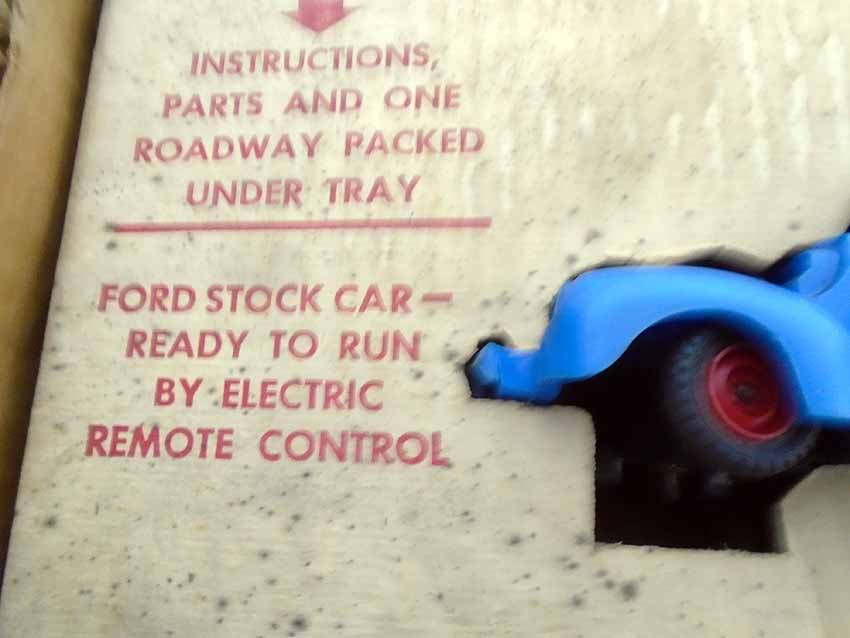 INSTRUCTIONS,
PARTS AND ONE
ROADWAY PACKED
UNDER TRAY
FORD STOCK CAR —
READY TO RUN
BY ELECTRIC
REMOTE CONTROL